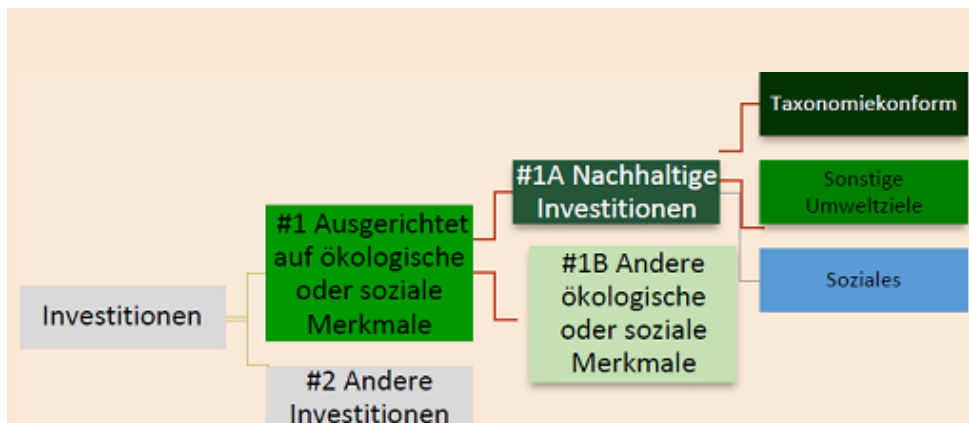 Taxonomiekonform
#1A Nachhaltige
Investitionen
Sonstige
Umweltziele
#1 Ausgerichtet
auf ökologische
oder soziale
Merkmale
#1B Andere
ökologische
oder soziale
Merkmale
Soziales
Investitionen
#2 Andere
Investitionen